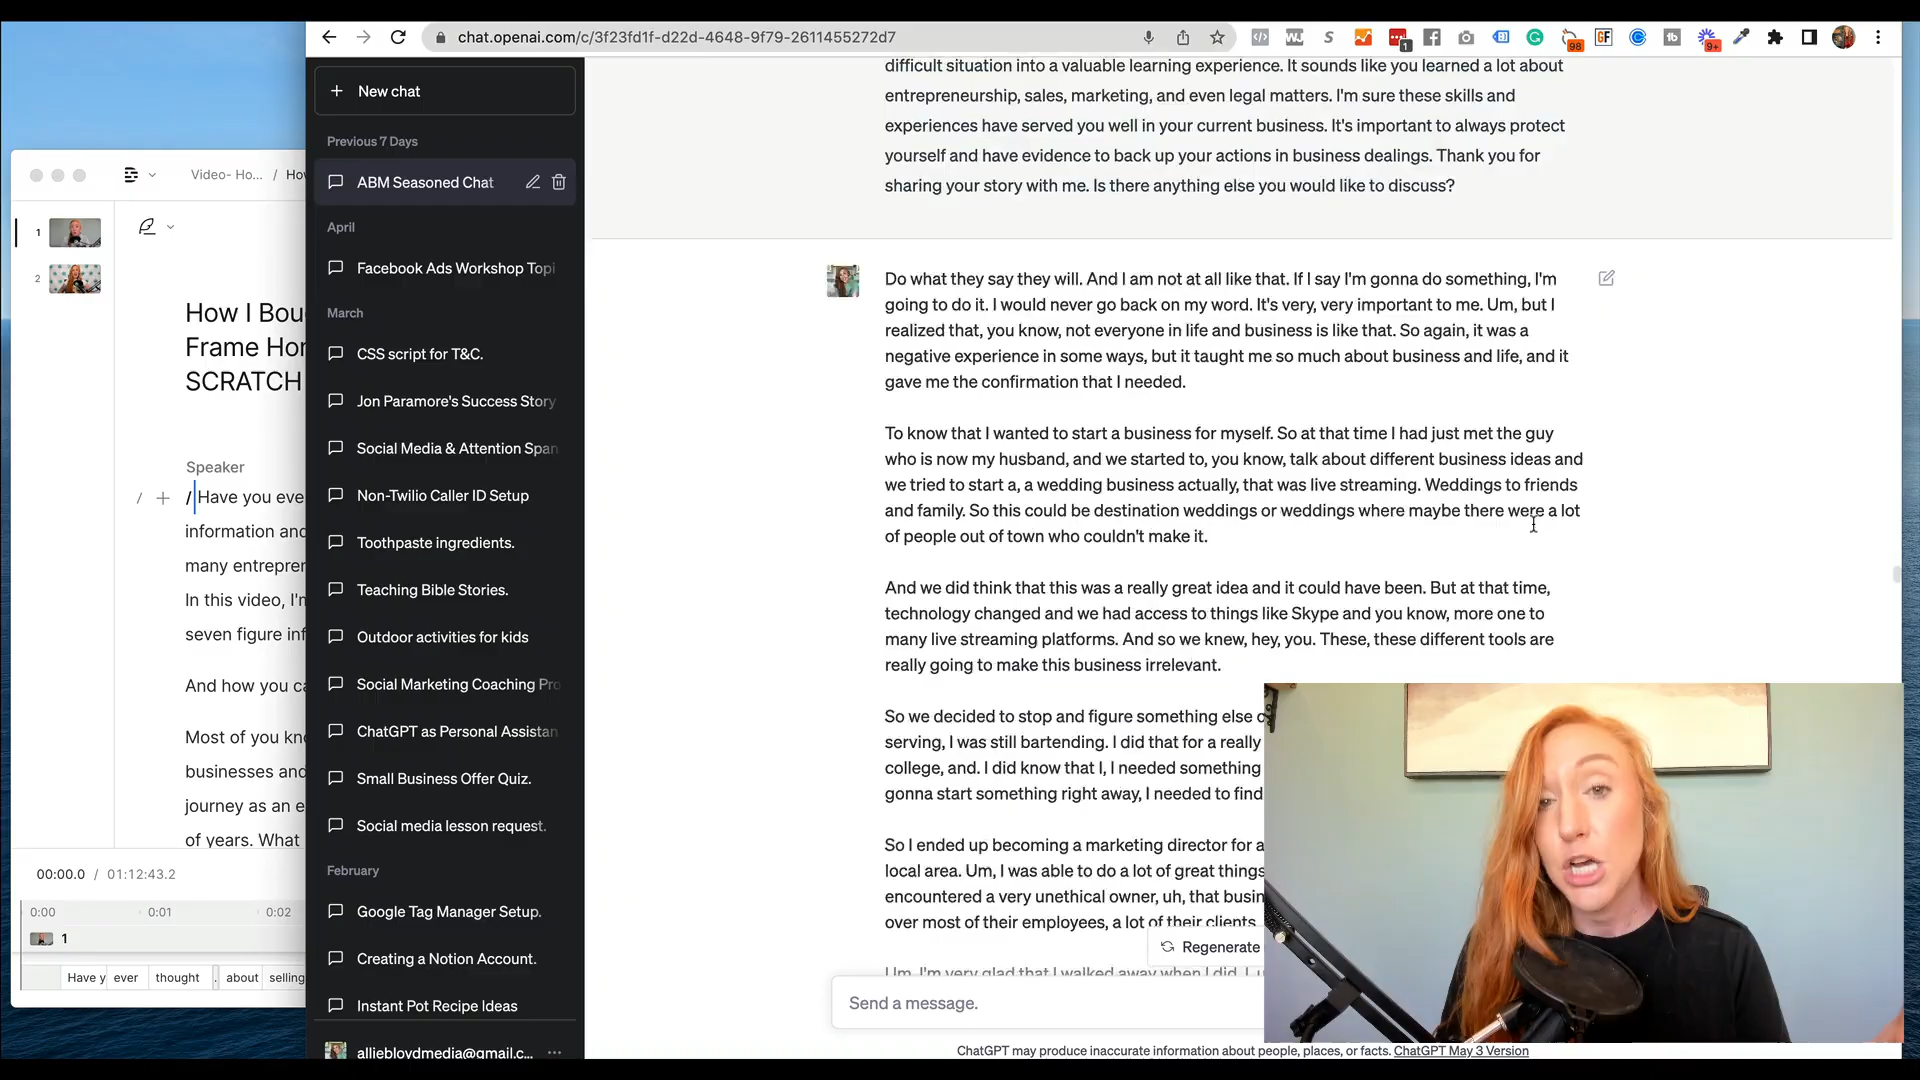 chat.openai.com/c/3f23fd1f-d22d-4648-9f79-2611455272d7
1
98
GF
9+
Video- Ho... / How
1
2
How I Bou
Frame Hor
SCRATCH
Speaker
/ + / Have you eve
information and
many entrepren
In this video, I'm
seven figure inf
And how you ca
Most of you kno
businesses and
journey as an e
of years. What
00:00.0 / 01:12:43.2
0:00 0:01 0:02
1
Have y ever thought . about selling
+ New chat
Previous 7 Days
ABM Seasoned Chat
April
Facebook Ads Workshop Topi
March
CSS script for T&C.
Jon Paramore's Success Story
Social Media & Attention Span
Non-Twilio Caller ID Setup
Toothpaste ingredients.
Teaching Bible Stories.
Outdoor activities for kids
Social Marketing Coaching Pro
ChatGPT as Personal Assistan
Small Business Offer Quiz.
Social media lesson request.
February
Google Tag Manager Setup.
Creating a Notion Account.
Instant Pot Recipe Ideas
alliebloydmedia@gmail.c... ...
difficult situation into a valuable learning experience. It sounds like you learned a lot about
entrepreneurship, sales, marketing, and even legal matters. I'm sure these skills and
experiences have served you well in your current business. It's important to always protect
yourself and have evidence to back up your actions in business dealings. Thank you for
sharing your story with me. Is there anything else you would like to discuss?
Do what they say they will. And I am not at all like that. If I say I'm gonna do something, I'm
going to do it. I would never go back on my word. It's very, very important to me. Um, but I
realized that, you know, not everyone in life and business is like that. So again, it was a
negative experience in some ways, but it taught me so much about business and life, and it
gave me the confirmation that I needed.
To know that I wanted to start a business for myself. So at that time I had just met the guy
who is now my husband, and we started to, you know, talk about different business ideas and
we tried to start a, a wedding business actually, that was live streaming. Weddings to friends
and family. So this could be destination weddings or weddings where maybe there were a lot
of people out of town who couldn't make it.
And we did think that this was a really great idea and it could have been. But at that time,
technology changed and we had access to things like Skype and you know, more one to
many live streaming platforms. And so we knew, hey, you. These, these different tools are
really going to make this business irrelevant.
So we decided to stop and figure something else o
serving, I was still bartending. I did that for a really
college, and. I did know that I, I needed something
gonna start something right away, I needed to find
So I ended up becoming a marketing director for a
local area. Um, I was able to do a lot of great things
encountered a very unethical owner, uh, that busin
over most of their employees, a lot of their clients
Um, I'm very glad that I walked away when I did. I, u
Regenerate
Send a message.
ChatGPT may produce inaccurate information about people, places, or facts. ChatGPT May 3 Version